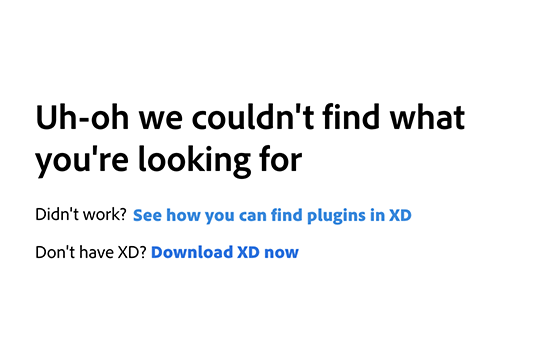 Uh-oh we couldn't find what
you're looking for
Didn't work? See how you can find plugins in XD
Don't have XD? Download XD now